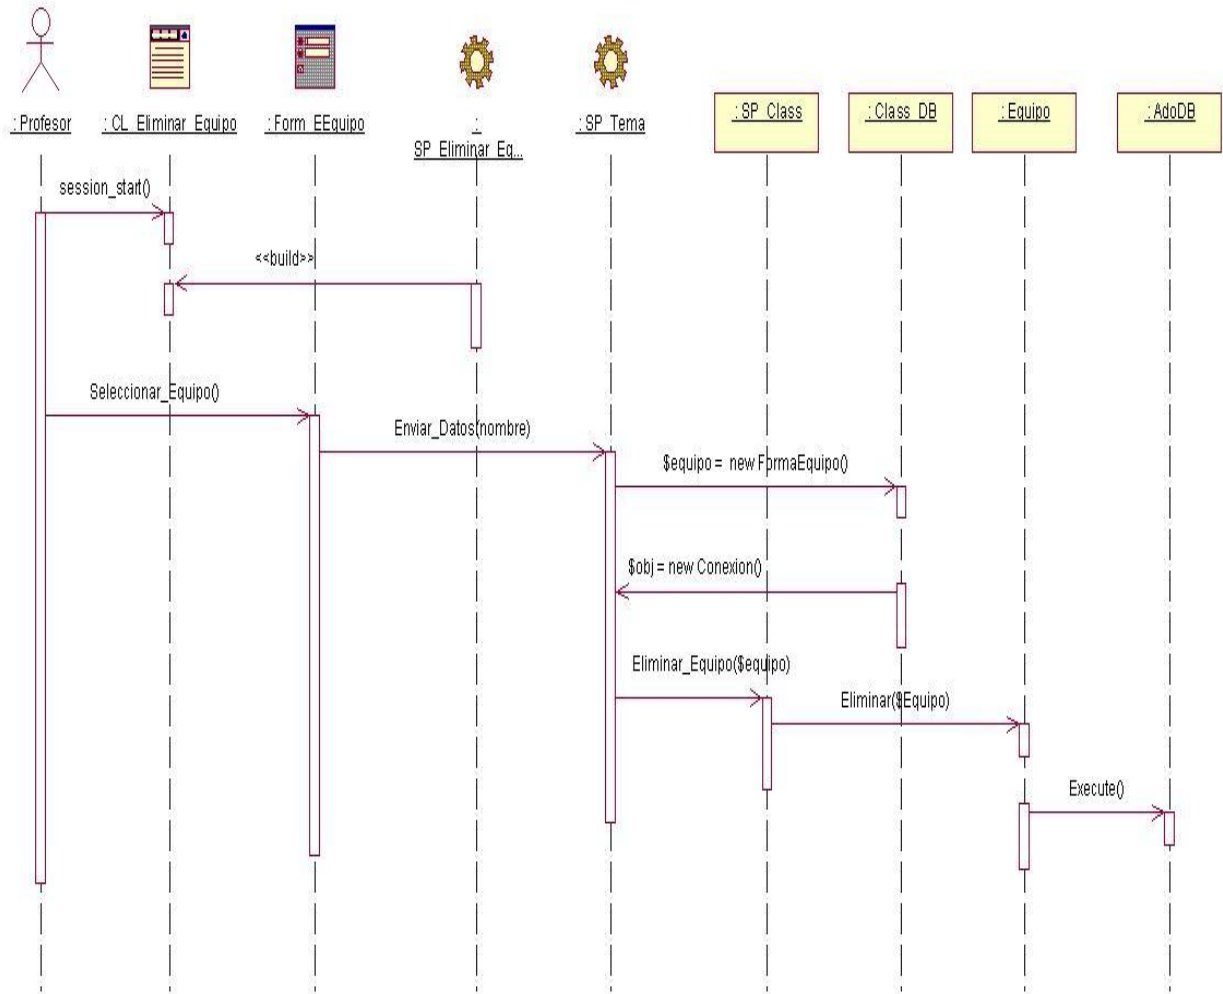 : Profesor
: CL_Eliminar_Equipo
: Form_EEquipo
:
SP_Eliminar_Eq...
: SP_Tema
: SP_Class
: Class_DB
: Equipo
: AdoDB
session_start()
<<build>>
Seleccionar_Equipo()
Enviar_Datos(nombre)
$equipo = new FormaEquipo()
$obj = new Conexion()
Eliminar_Equipo($equipo)
Eliminar($Equipo)
Execute()